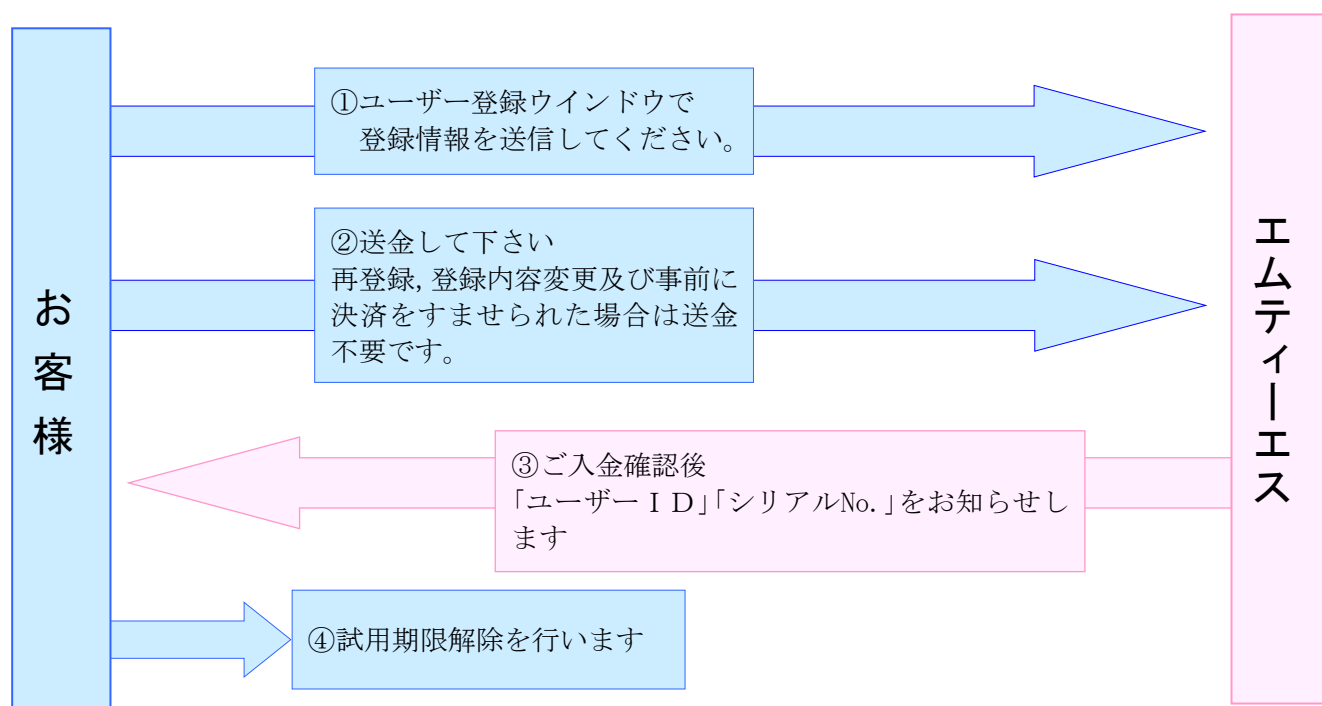 お客様
①ユーザー登録ウインドウで
登録情報を送信してください。
②送金して下さい
再登録,登録内容変更及び事前に
決済をすませられた場合は送金
不要です。
③ご入金確認後
「ユーザーＩＤ」「シリアルNo.」をお知らせし
ます
④試用期限解除を行います
エムティーエス